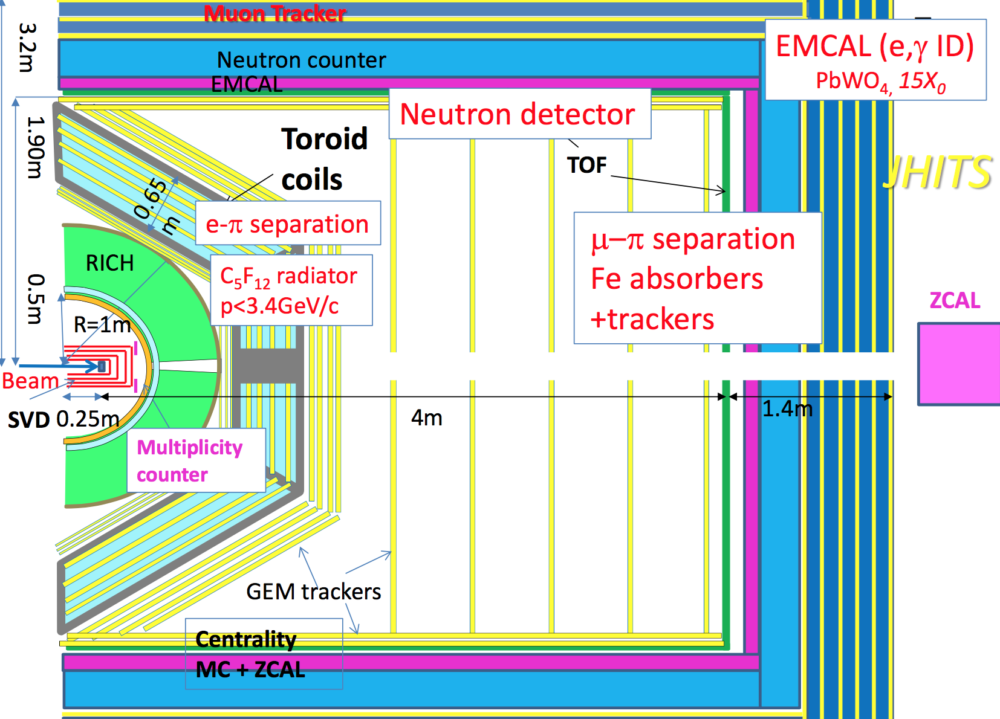 Muon Tracker
3.2m
Neutron counter
EMCAL
EMCAL (e,γ ID)
PbWO4, 15X0
Neutron detector
1.90m
Toroid
coils
TOF
JHITS
0.65
m
e-π separation
μ–π separation
Fe absorbers
+trackers
RICH
C5F12 radiator
p<3.4GeV/c
0.5m
ZCAL
R=1m
Beam
SVD 0.25m
4m
1.4m
Multiplicity
counter
GEM trackers
Centrality
MC + ZCAL